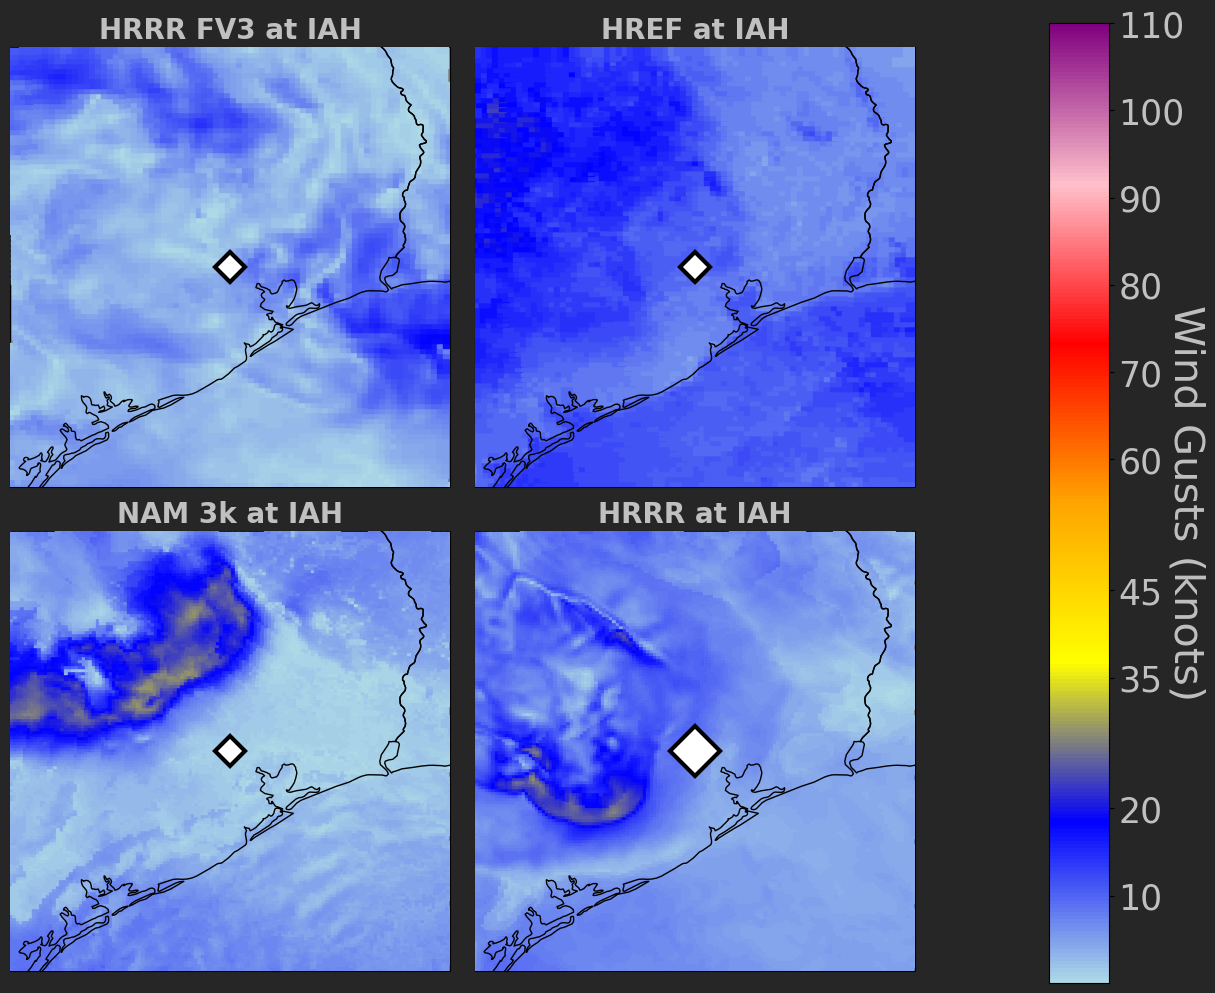 HRRR FV3 at IAH
HREF at IAH
NAM 3k at IAH
HRRR at IAH
110
100
90
80
70
60
45
35
20
10
Wind Gusts (knots)